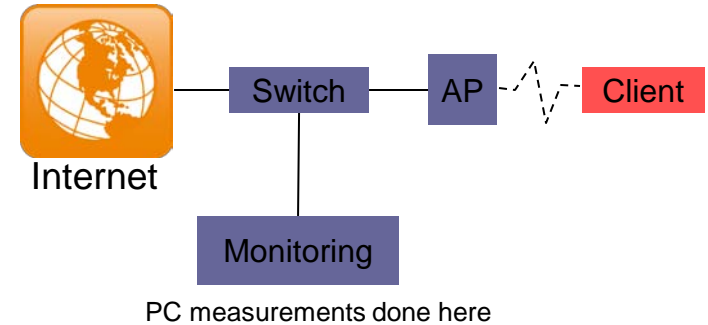 Switch
AP
Client
Internet
Monitoring
PC measurements done here